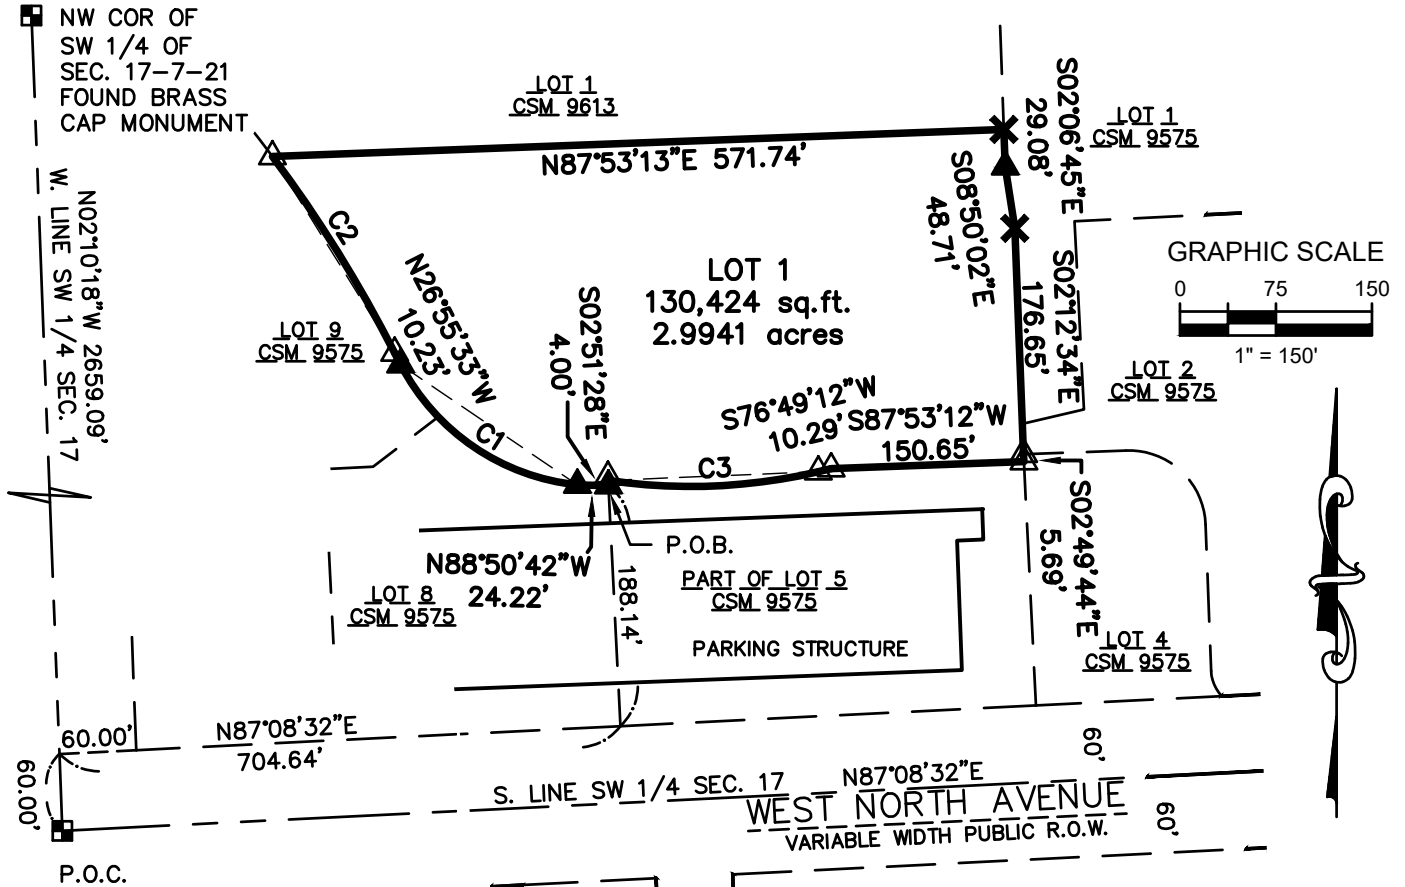 NW COR OF
SW 1/4 OF
SEC. 17-7-21
FOUND BRASS
CAP MONUMENT
W. LINE SW 1/4 SEC. 17
N02°10'18"W 2659.09'
LOT 1
CSM 9613
N87°53'13"E 571.74'
S02°06'45"E
29.08'
LOT 1
CSM 9575
S08°50'02"E
48.71'
C2
N26°55'33"W
10.23'
LOT 9
CSM 9575
LOT 1
130,424 sq.ft.
2.9941 acres
S02°51'28"E
4.00'
S02°12'34"E
176.65'
GRAPHIC SCALE
0 75 150
1" = 150'
LOT 2
CSM 9575
C1
S76°49'12"W
10.29'
S87°53'12"W
150.65'
C3
S02°49'44"E
5.69'
P.O.B.
N88°50'42"W
24.22'
188.14'
LOT 8
CSM 9575
PART OF LOT 5
CSM 9575
PARKING STRUCTURE
LOT 4
CSM 9575
60.00'
N87°08'32"E
704.64'
60.00'
60'
S. LINE SW 1/4 SEC. 17
N87°08'32"E
WEST NORTH AVENUE
VARIABLE WIDTH PUBLIC R.O.W.
60'
P.O.C.